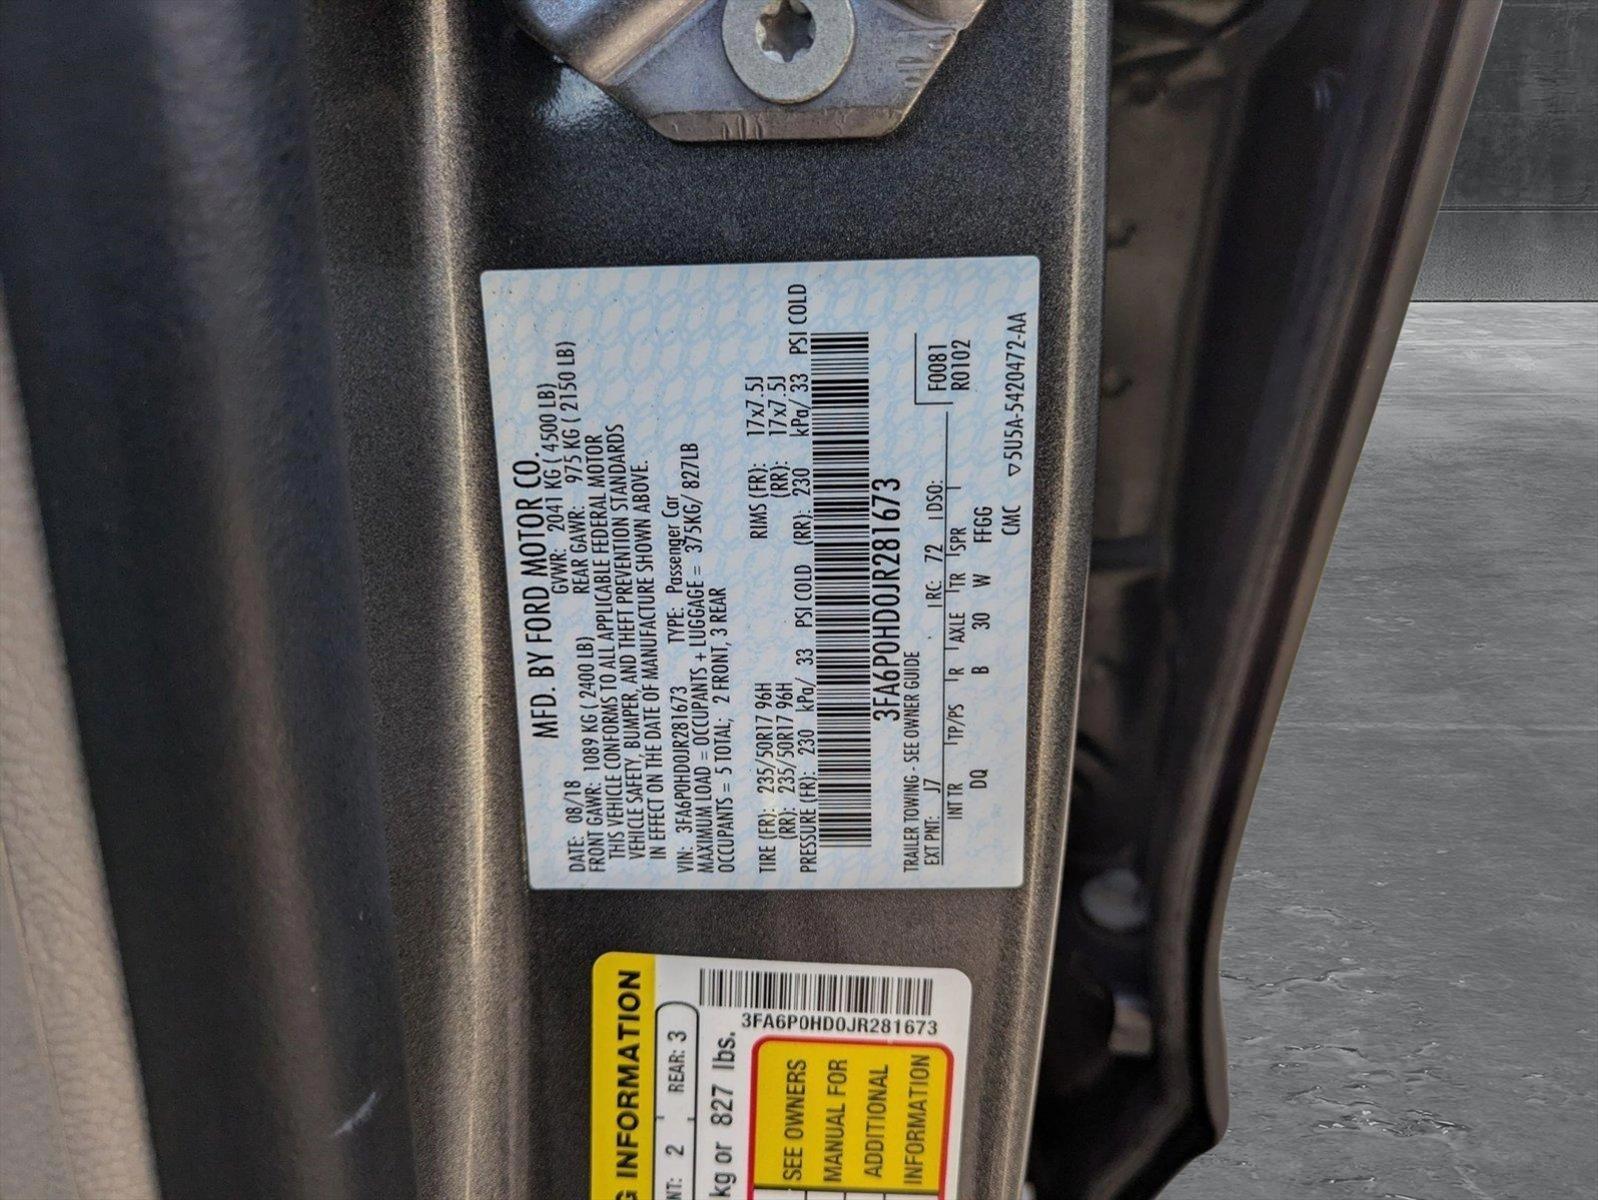 MFD. BY FORD MOTOR CO.
DATE: 08/18 GVWR: 2041 KG ( 4500 LB)
FRONT GAWR: 1089 KG ( 2400 LB) REAR GAWR: 975 KG ( 2150 LB)
THIS VEHICLE CONFORMS TO ALL APPLICABLE FEDERAL MOTOR
VEHICLE SAFETY, BUMPER, AND THEFT PREVENTION STANDARDS
IN EFFECT ON THE DATE OF MANUFACTURE SHOWN ABOVE.
VIN: 3FA6P0HD0JR281673 TYPE: Passenger Car
MAXIMUM LOAD = OCCUPANTS + LUGGAGE = 375KG/ 827LB
OCCUPANTS = 5 TOTAL; 2 FRONT, 3 REAR
TIRE (FR): 235/50R17 96H RIMS (FR): 17x7.5J
(RR): 235/50R17 96H (RR): 17x7.5J
PRESSURE (FR): 230 kPa/ 33 PSI COLD (RR): 230 kPa/ 33 PSI COLD
3FA6P0HD0JR281673
TRAILER TOWING - SEE OWNER GUIDE
EXT PNT: J7 RC: 72 DSO:
F0081
R0102
INT TR TP/PS R AXLE TR SPR
DQ B 30 W FFGG
CMC ▽5U5A-5420472-AA
G INFORMATION
NT: 2 REAR: 3
kg or 827 lbs.
3FA6P0HD0JR281673
SEE OWNERS
MANUAL FOR
ADDITIONAL
INFORMATION